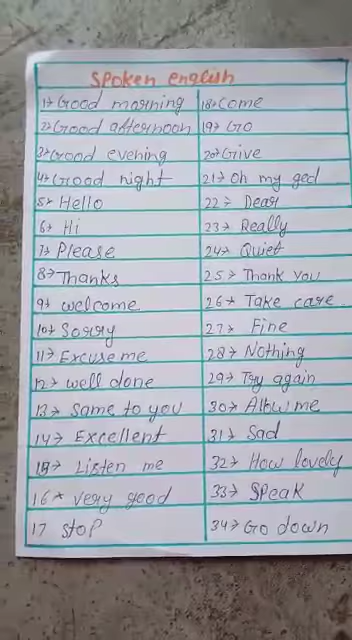 Spoken english
1→ Good morning
2→ Good afternoon
3→ Good evening
4→ Good night
5→ Hello
6→ Hi
7→ Please
8→ Thanks
9→ welcome
10→ Sorry
11→ Excuse me
12→ well done
13→ Same to you
14→ Excellent
15→ Listen me
16→ very good
17 Stop
18→ Come
19→ Go
20→ Give
21→ Oh my god
22→ Dear
23→ Really
24→ Quiet
25→ Thank you
26→ Take care
27→ Fine
28→ Nothing
29→ Try again
30→ Allow me
31→ Sad
32→ How lovely
33→ Speak
34→ Go down